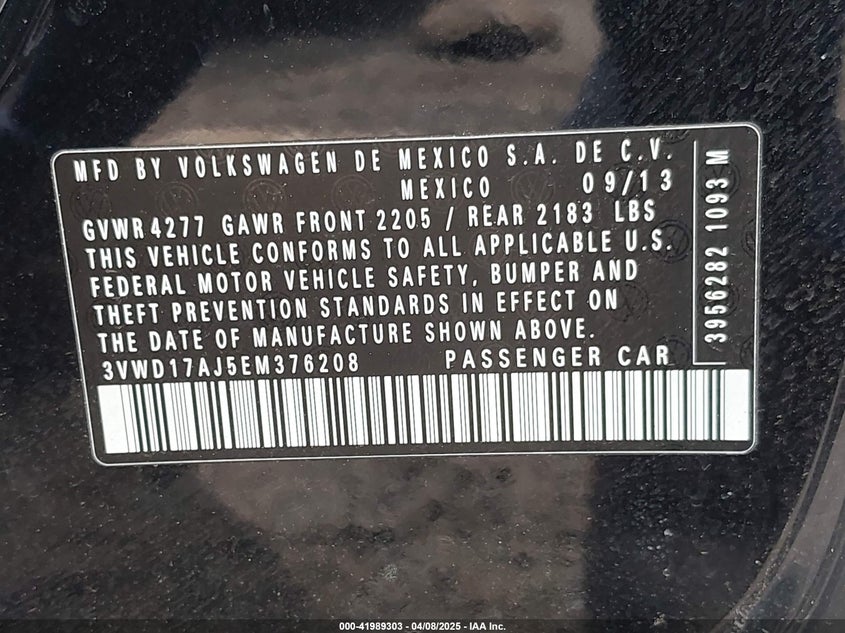 MFD BY VOLKSWAGEN DE MEXICO S.A. DE C.V.
MEXICO 09/13
GVWR 4277 GAWR FRONT 2205 / REAR 2183 LBS
THIS VEHICLE CONFORMS TO ALL APPLICABLE U.S.
FEDERAL MOTOR VEHICLE SAFETY, BUMPER AND
THEFT PREVENTION STANDARDS IN EFFECT ON
THE DATE OF MANUFACTURE SHOWN ABOVE.
3VWD17AJ5EM376208 PASSENGER CAR
3956282 1093 M
000-41989303 - 04/08/2025 - IAA Inc.